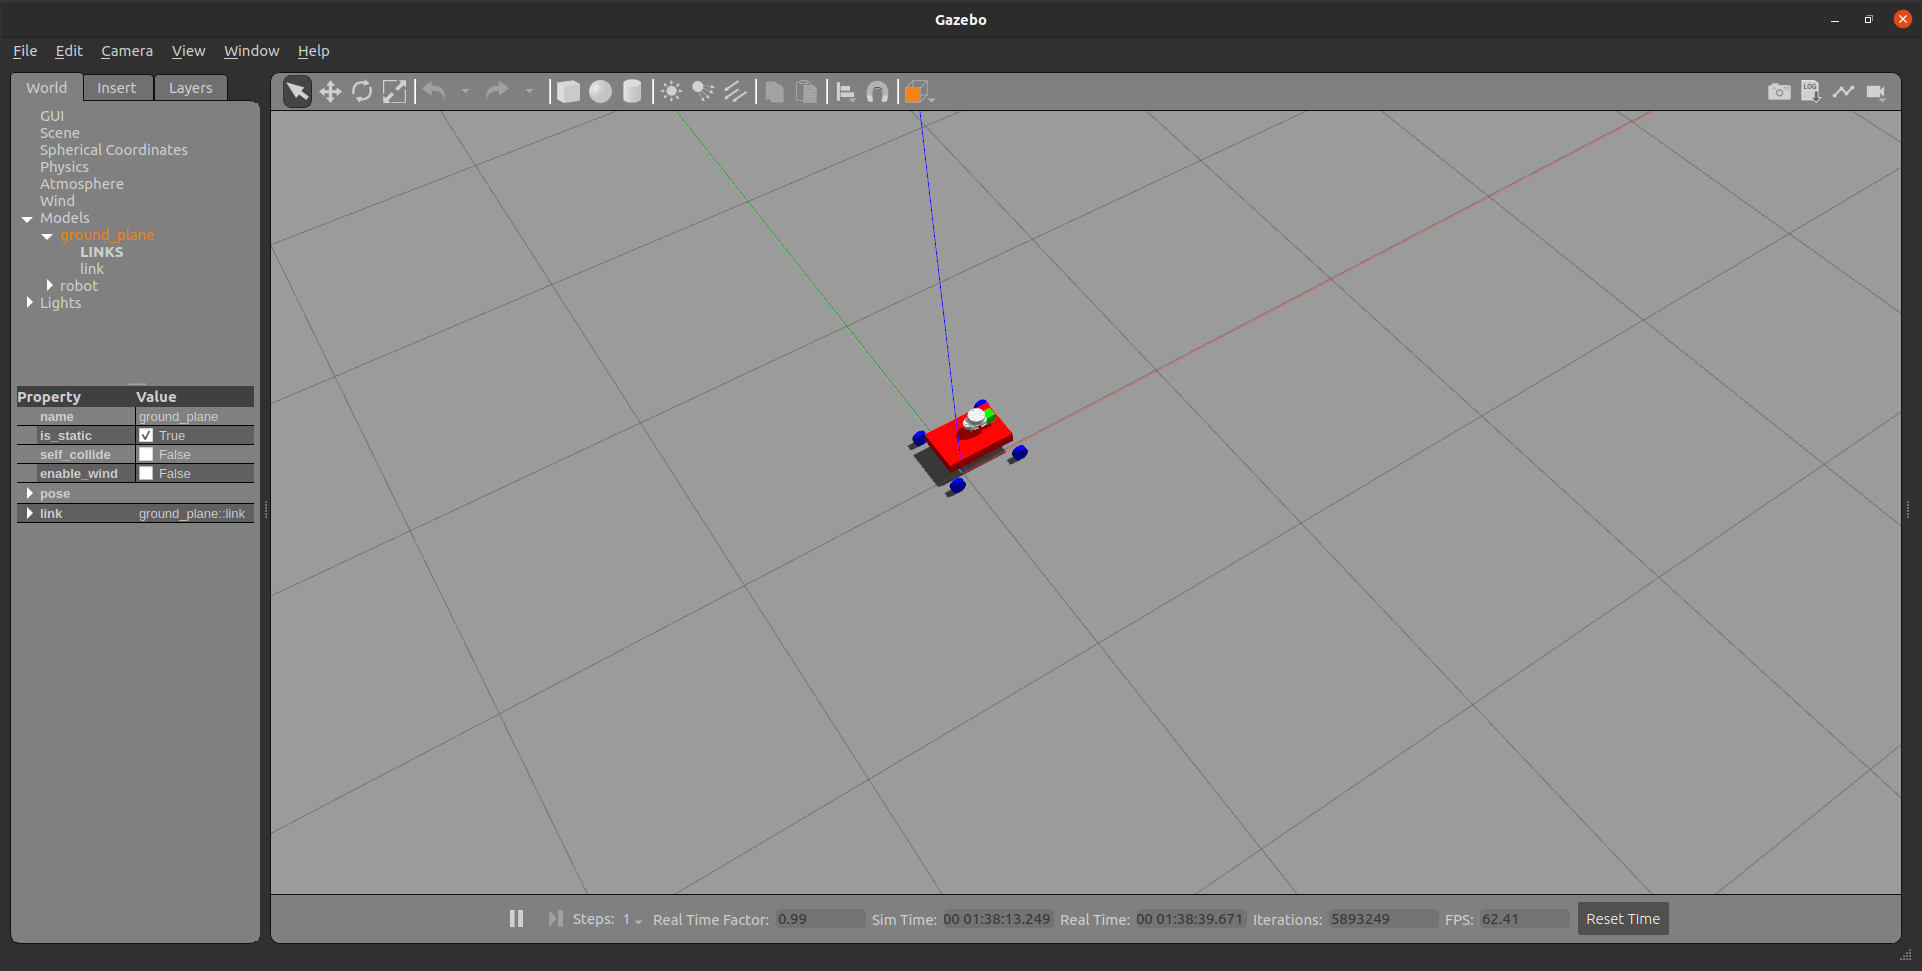 Gazebo
File Edit Camera View Window Help
World Insert Layers
GUI
Scene
Spherical Coordinates
Physics
Atmosphere
Wind
Models
ground_plane
LINKS
link
robot
Lights
Property Value
name ground_plane
is_static True
self_collide False
enable_wind False
pose
link ground_plane::link
LOG
Steps: 1 Real Time Factor: 0.99 Sim Time: 00 01:38:13.249 Real Time: 00 01:38:39.671 Iterations: 5893249 FPS: 62.41 Reset Time